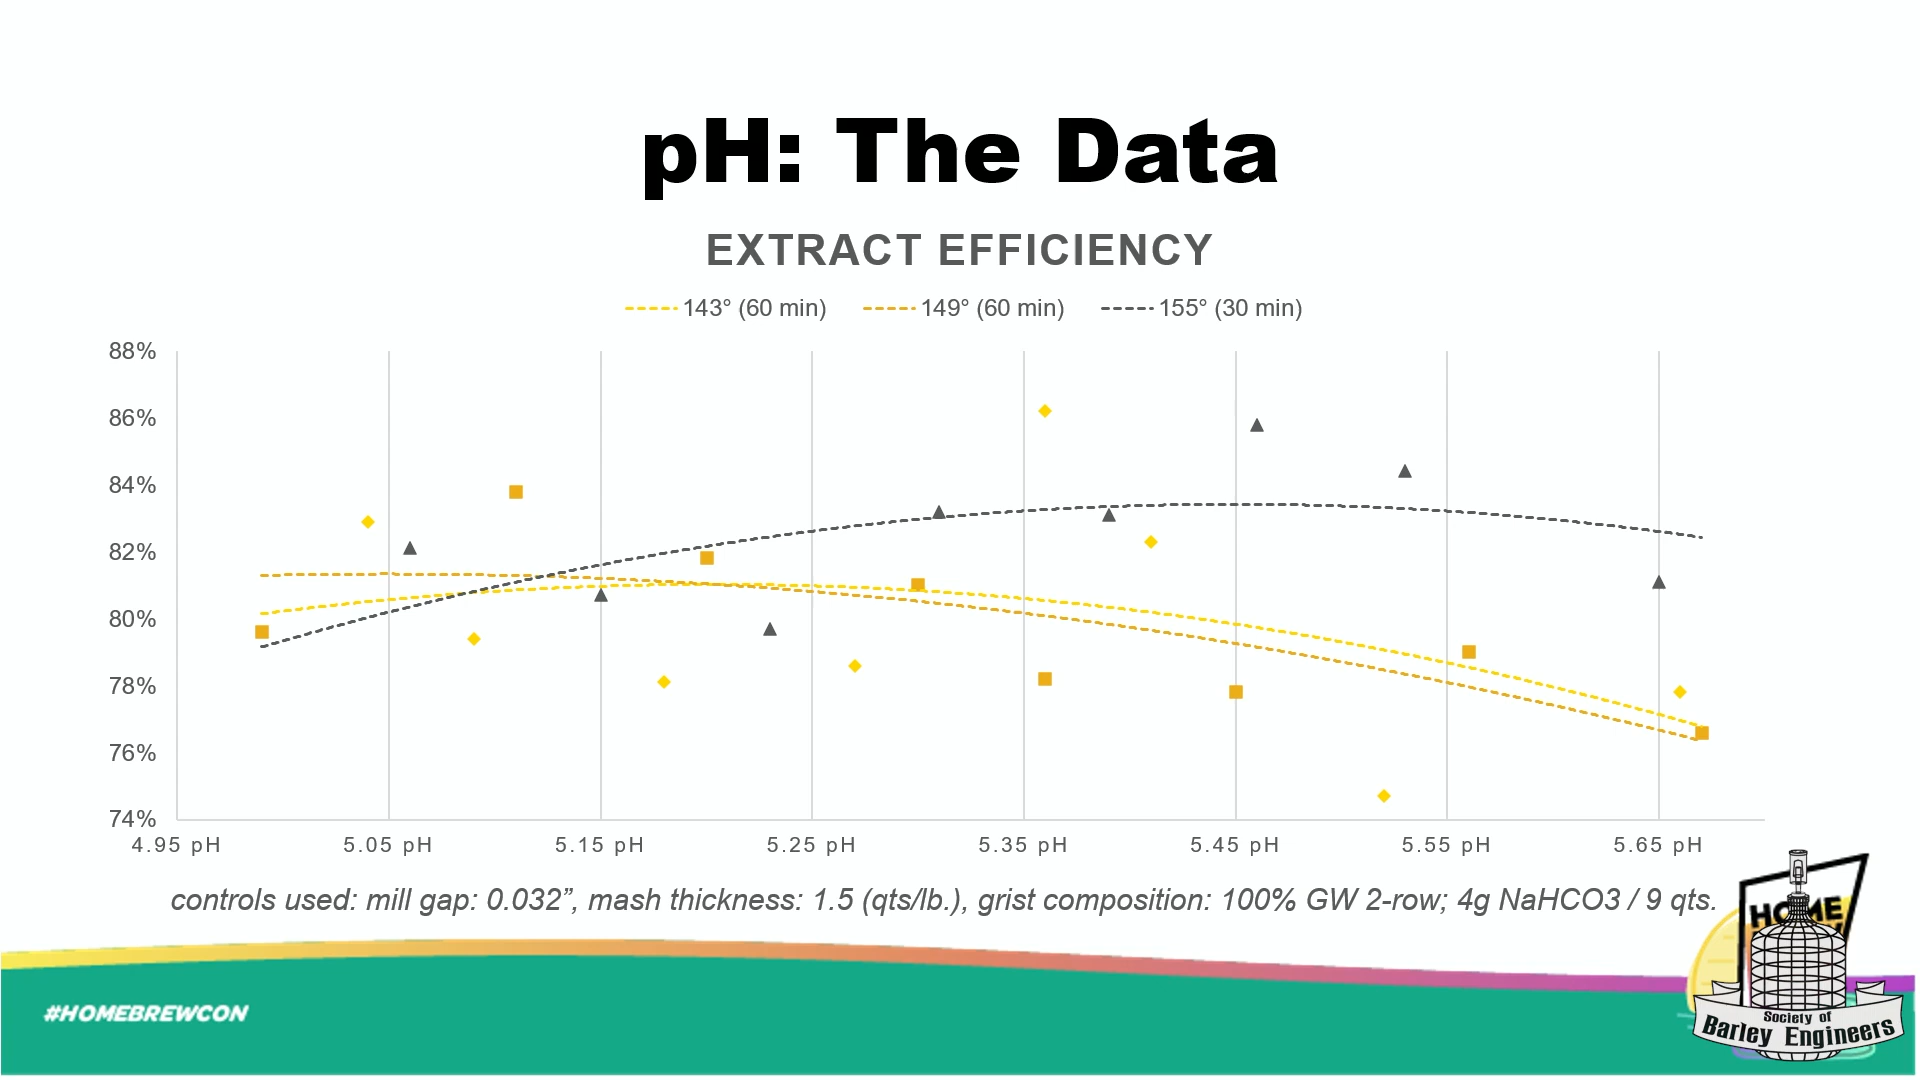 pH: The Data
EXTRACT EFFICIENCY
143° (60 min) 149° (60 min) 155° (30 min)
88%
86%
84%
82%
80%
78%
76%
74%
4.95 pH 5.05 pH 5.15 pH 5.25 pH 5.35 pH 5.45 pH 5.55 pH 5.65 pH
controls used: mill gap: 0.032”, mash thickness: 1.5 (qts/lb.), grist composition: 100% GW 2-row; 4g NaHCO3 / 9 qts.
HOME
#HOMEBREWCON
Society of
Barley Engineers